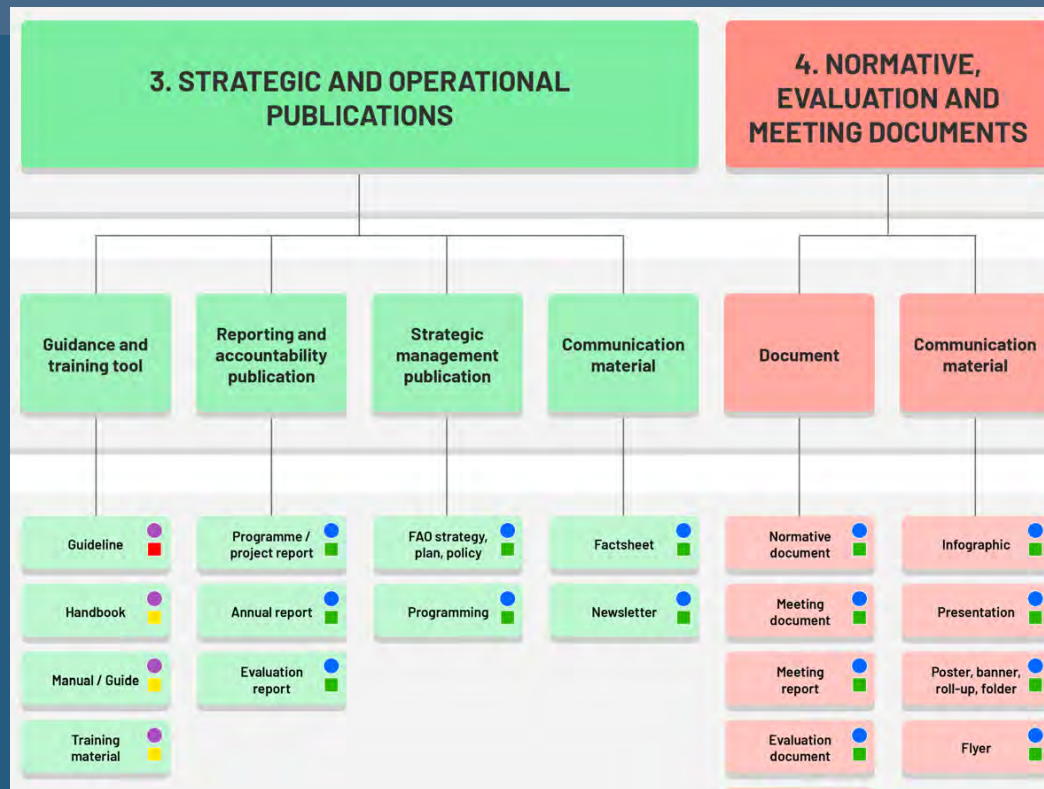 3. STRATEGIC AND OPERATIONAL
PUBLICATIONS
4. NORMATIVE,
EVALUATION AND
MEETING DOCUMENTS
Guidance and
training tool
Reporting and
accountability
publication
Strategic
management
publication
Communication
material
Document
Communication
material
Guideline
Handbook
Manual / Guide
Training
material
Programme /
project report
Annual report
Evaluation
report
FAO strategy,
plan, policy
Programming
Factsheet
Newsletter
Normative
document
Meeting
document
Meeting
report
Evaluation
document
Infographic
Presentation
Poster, banner,
roll-up, folder
Flyer